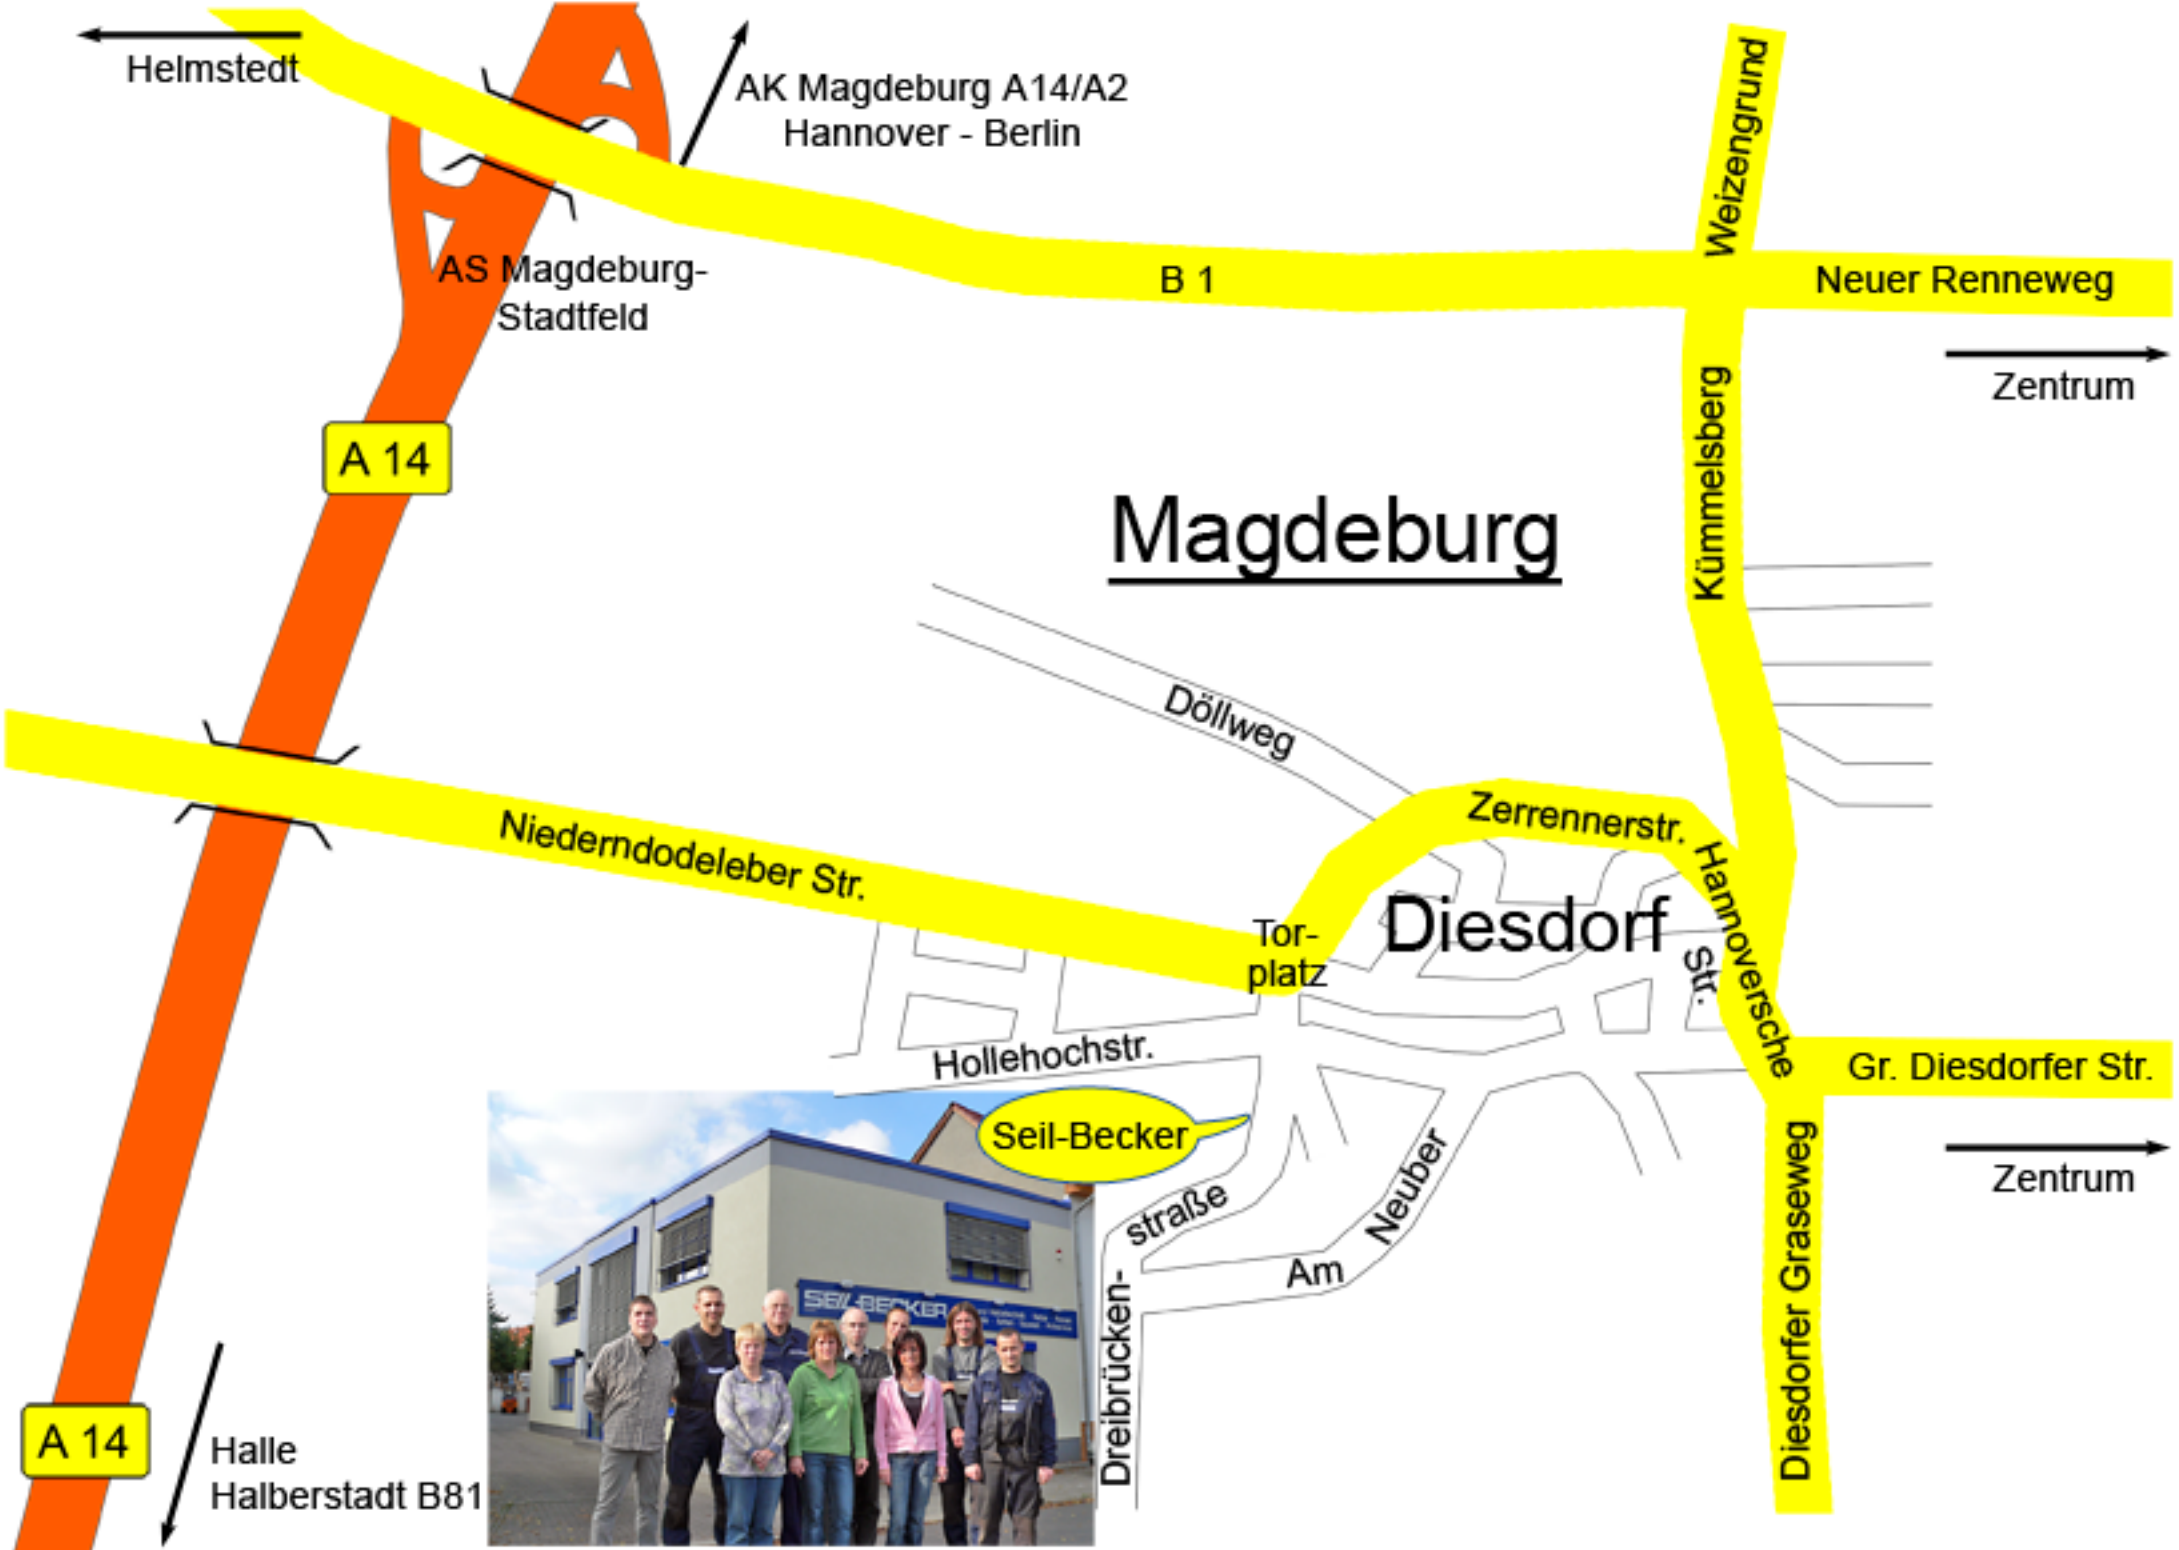 Helmstedt
AK Magdeburg A14/A2
Hannover - Berlin
Weizengrund
AS Magdeburg-
Stadtfeld
B 1
Neuer Renneweg
Zentrum
Kümmelsberg
A 14
Magdeburg
Döllweg
Zerrennerstr.
Niederndodeleber Str.
Tor-
platz
Diesdorf
Hannoversche
Str.
Hollehochstr.
Gr. Diesdorfer Str.
Seil-Becker
Zentrum
Dreibrücken-
straße
Am
Neuber
Diesdorfer Graseweg
SEIL-BECKER
A 14
Halle
Halberstadt B81